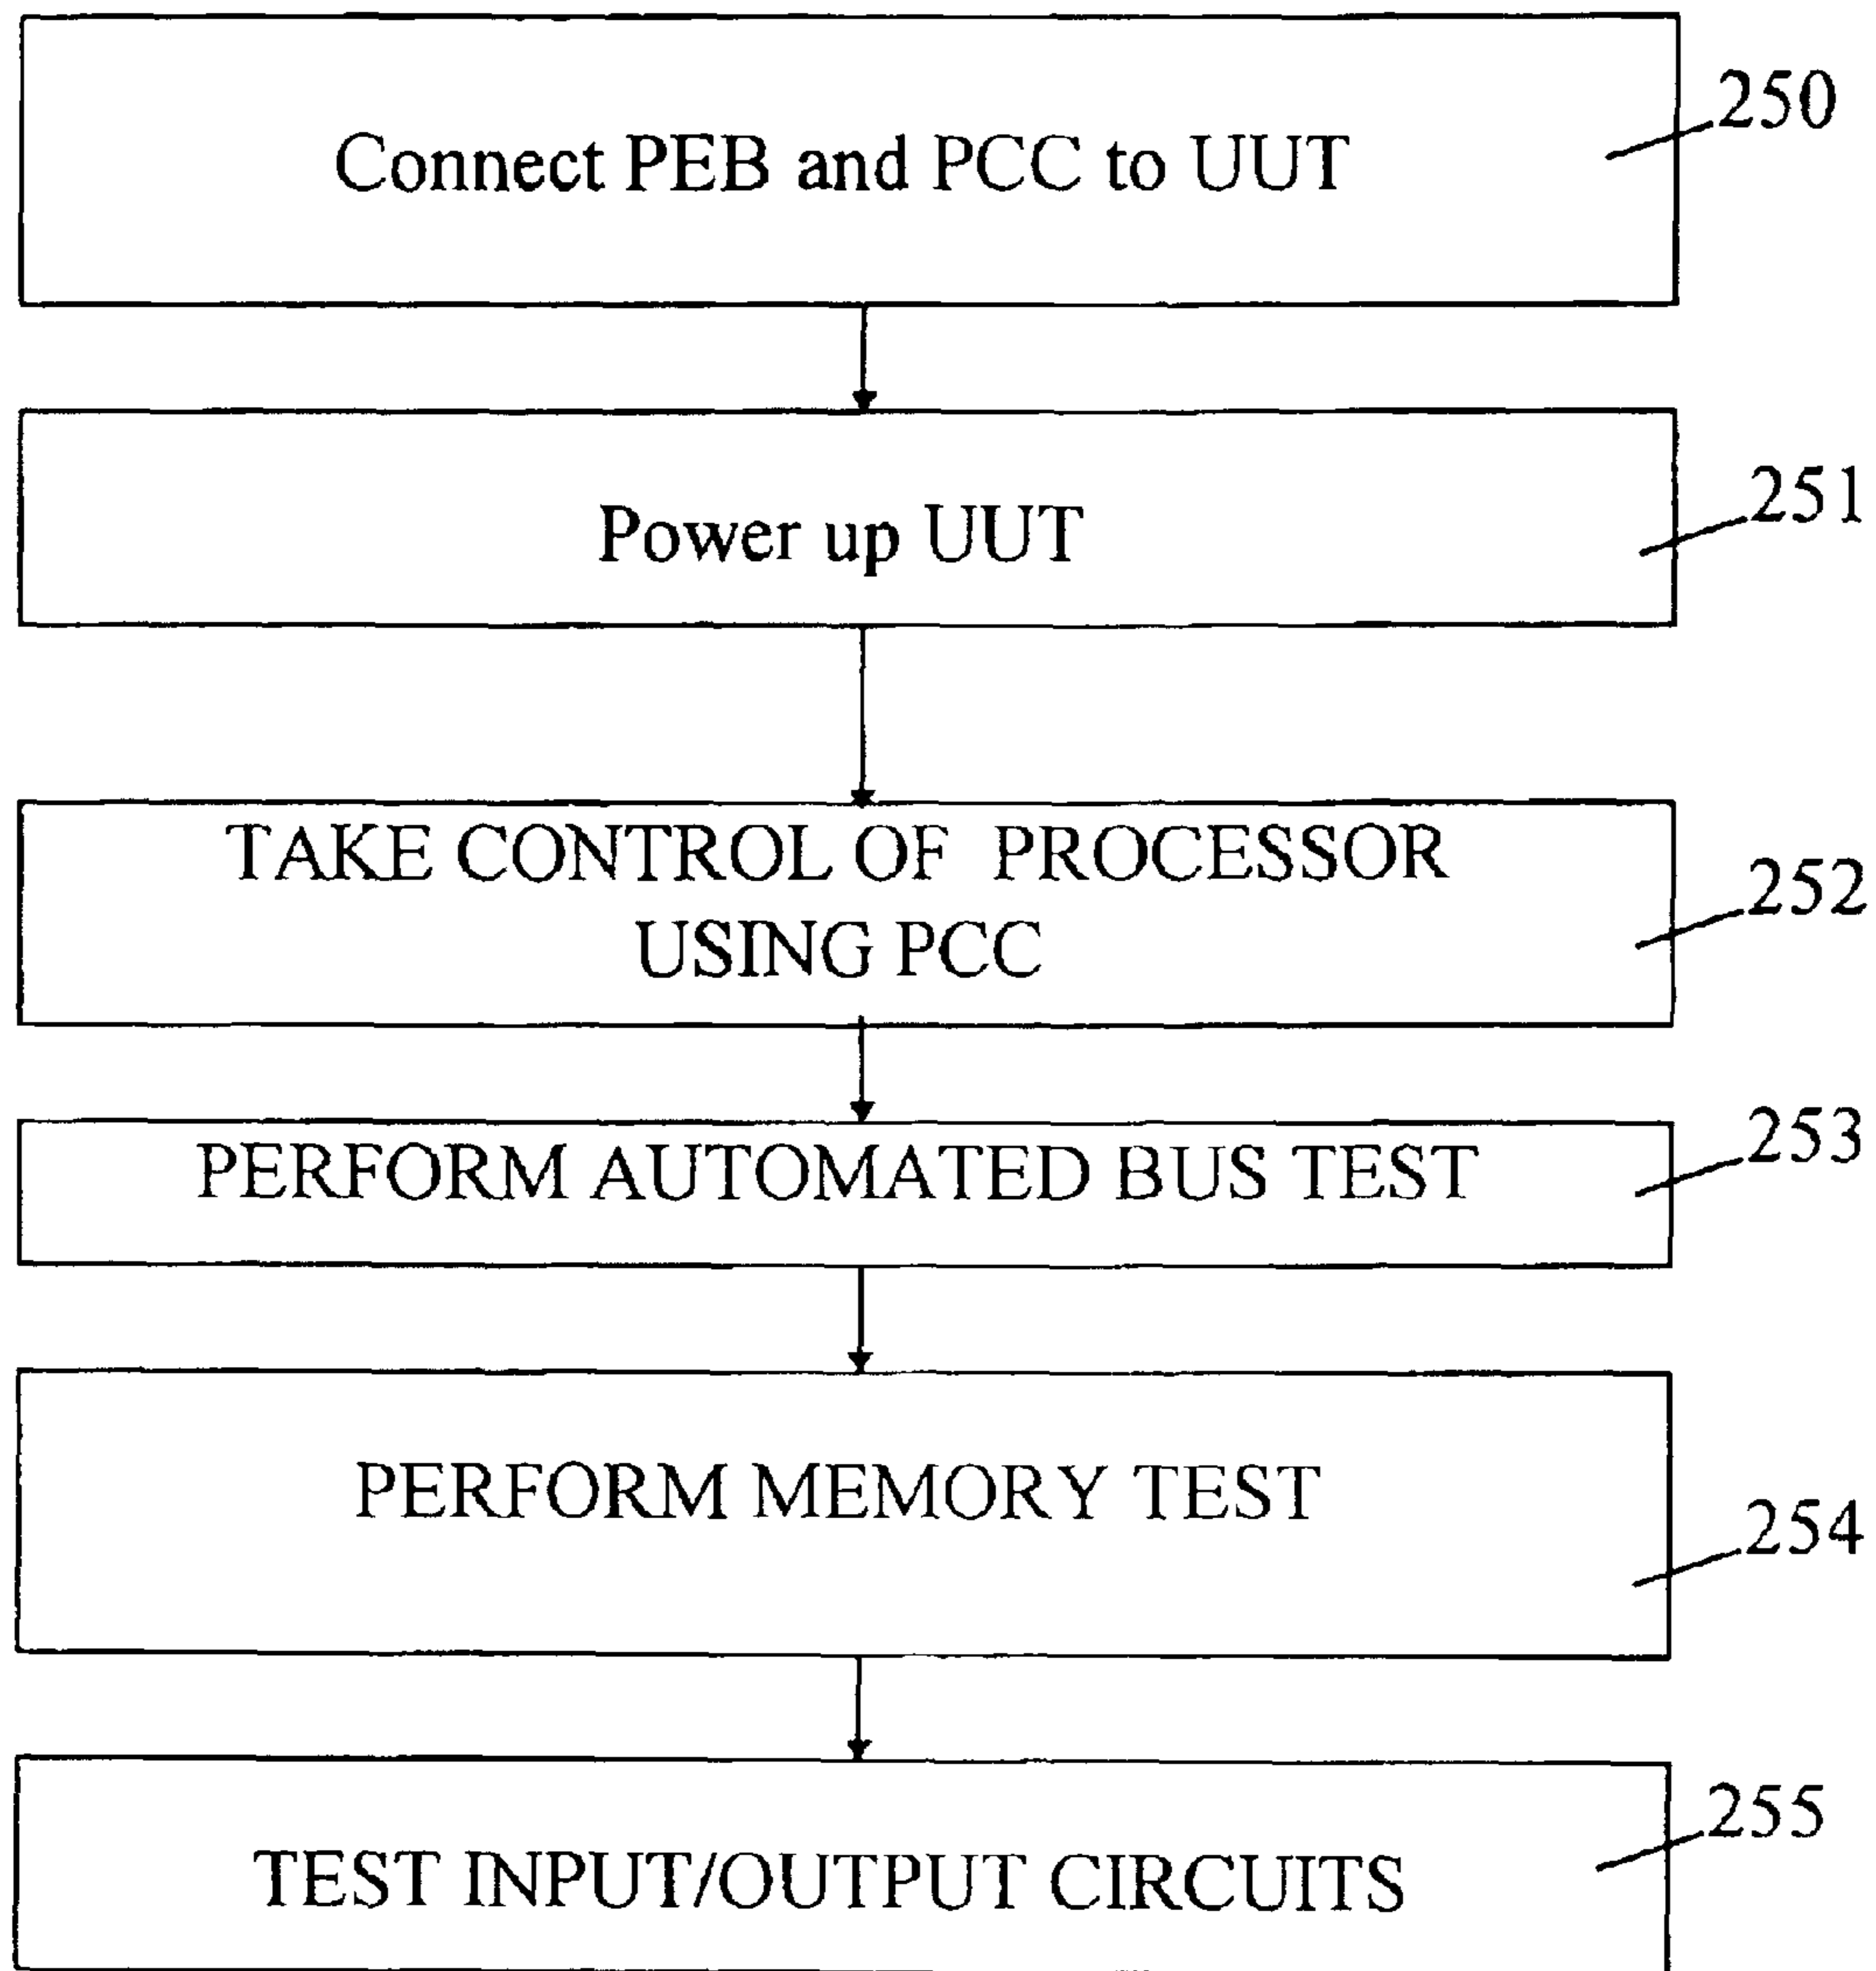 Connect PEB and PCC to UUT
250
Power up UUT
251
TAKE CONTROL OF PROCESSOR
USING PCC
252
PERFORM AUTOMATED BUS TEST
253
PERFORM MEMORY TEST
254
TEST INPUT/OUTPUT CIRCUITS
255